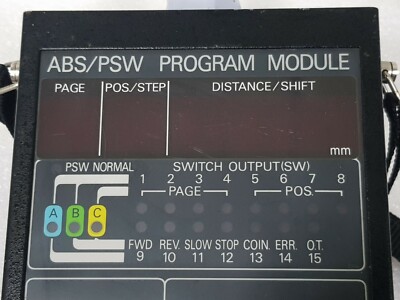 ABS/PSW PROGRAM MODULE
PAGE POS/STEP DISTANCE/SHIFT
mm
PSW NORMAL SWITCH OUTPUT(SW)
1 2 3 4 5 6 7 8
PAGE POS.
A B C
FWD REV. SLOW STOP COIN. ERR. O.T.
9 10 11 12 13 14 15